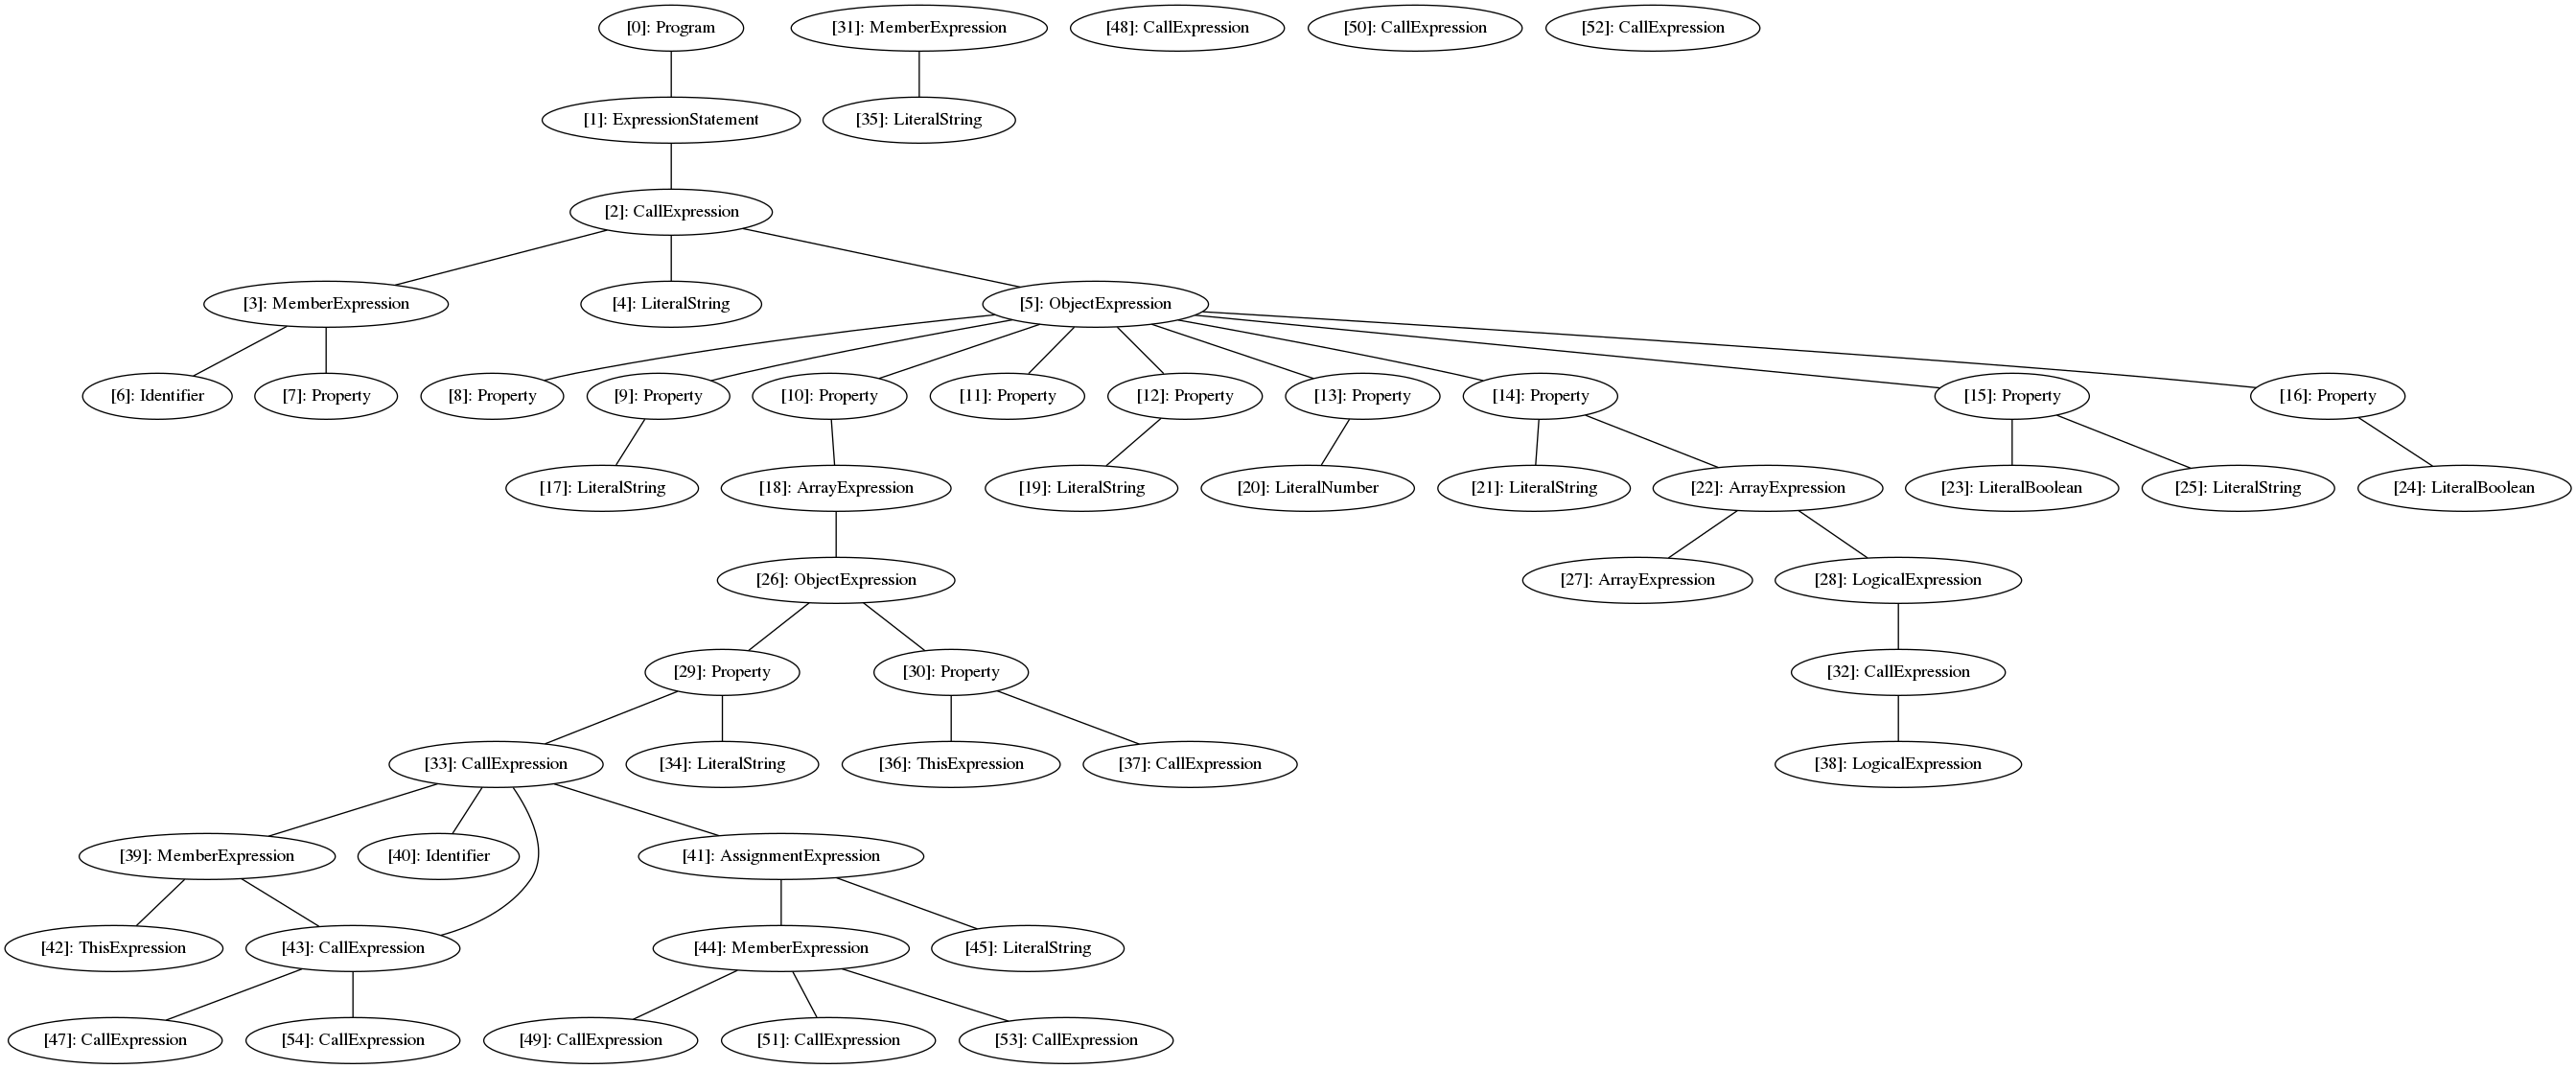 [0]: Program
[31]: MemberExpression
[48]: CallExpression
[50]: CallExpression
[52]: CallExpression
[1]: ExpressionStatement
[35]: LiteralString
[2]: CallExpression
[3]: MemberExpression
[4]: LiteralString
[5]: ObjectExpression
[6]: Identifier
[7]: Property
[8]: Property
[9]: Property
[10]: Property
[11]: Property
[12]: Property
[13]: Property
[14]: Property
[15]: Property
[16]: Property
[17]: LiteralString
[18]: ArrayExpression
[19]: LiteralString
[20]: LiteralNumber
[21]: LiteralString
[22]: ArrayExpression
[23]: LiteralBoolean
[25]: LiteralString
[24]: LiteralBoolean
[26]: ObjectExpression
[27]: ArrayExpression
[28]: LogicalExpression
[29]: Property
[30]: Property
[32]: CallExpression
[33]: CallExpression
[34]: LiteralString
[36]: ThisExpression
[37]: CallExpression
[38]: LogicalExpression
[39]: MemberExpression
[40]: Identifier
[41]: AssignmentExpression
[42]: ThisExpression
[43]: CallExpression
[44]: MemberExpression
[45]: LiteralString
[47]: CallExpression
[54]: CallExpression
[49]: CallExpression
[51]: CallExpression
[53]: CallExpression